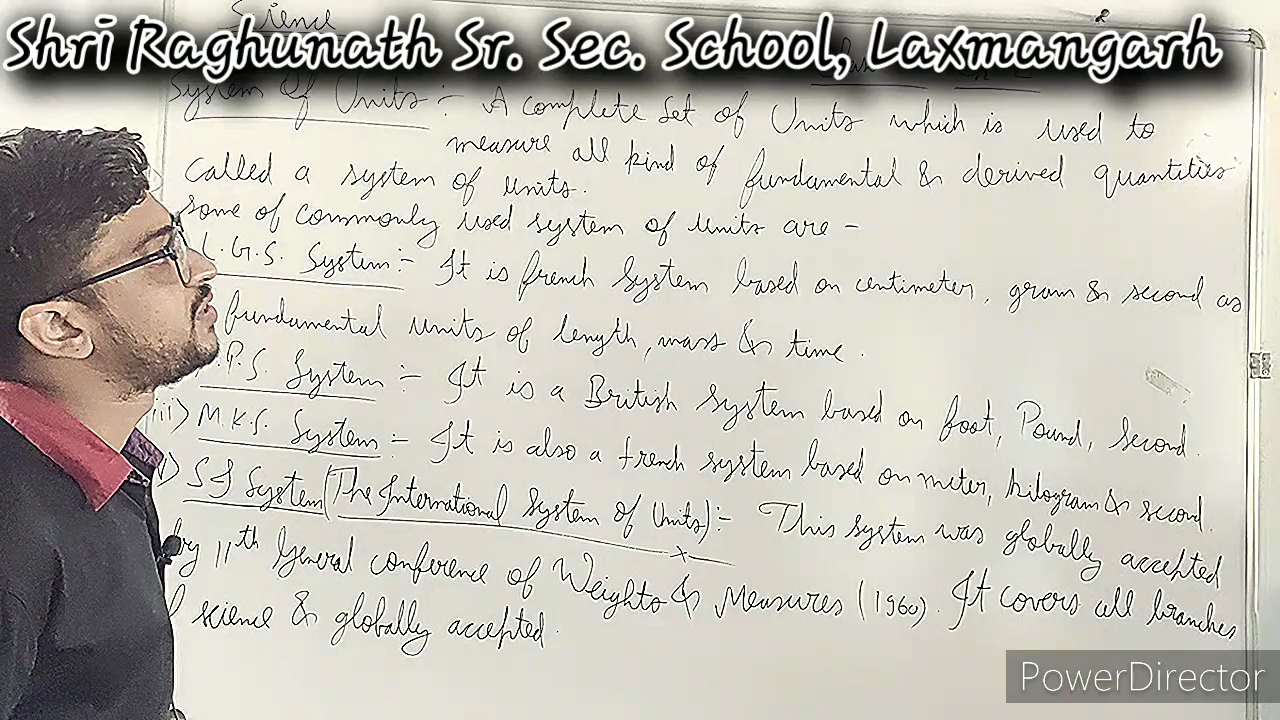 Science
Shri Raghunath Sr. Sec. School, Laxmangarh
System of Units :- A complete set of Units which is used to
measure all kind of fundamental & derived quantities
called a system of units.
some of commonly used system of units are -
.G.S. System:- It is french System based on centimeter, gram & second as
fundamental units of length, mass & time.
.P.S. System :- It is a British system based on foot, Pound, Second.
iii) M.K.S. System :- It is also a french system based on meter, kilogram & second.
) SI System (The International System of Units):- This system was globally accepted
by 11th General conference of Weights & Measures (1960). It covers all branches
science & globally accepted.
PowerDirector